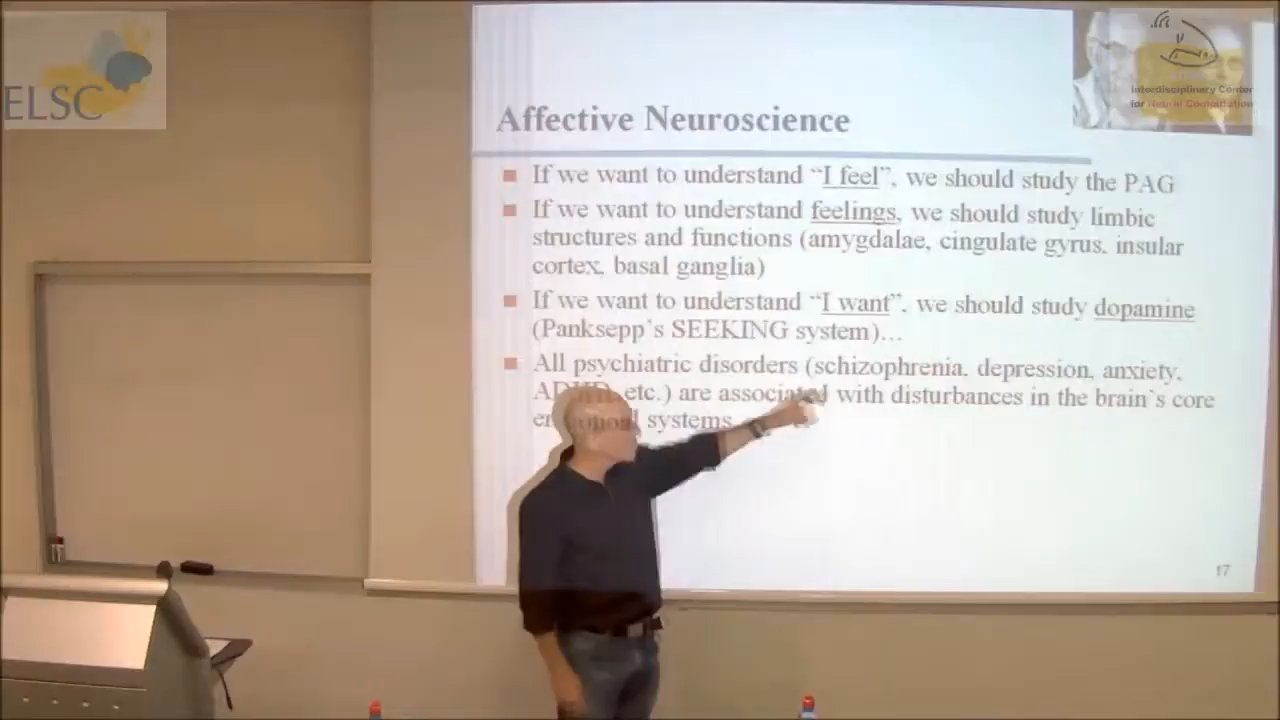 ELSC
Interdisciplinary Center
for Neural Computation
Affective Neuroscience
If we want to understand “I feel”, we should study the PAG
If we want to understand feelings, we should study limbic
structures and functions (amygdalae, cingulate gyrus, insular
cortex, basal ganglia)
If we want to understand “I want”, we should study dopamine
(Panksepp`s SEEKING system)…
All psychiatric disorders (schizophrenia, depression, anxiety,
ADHD, etc.) are associated with disturbances in the brain`s core
emotional systems
17